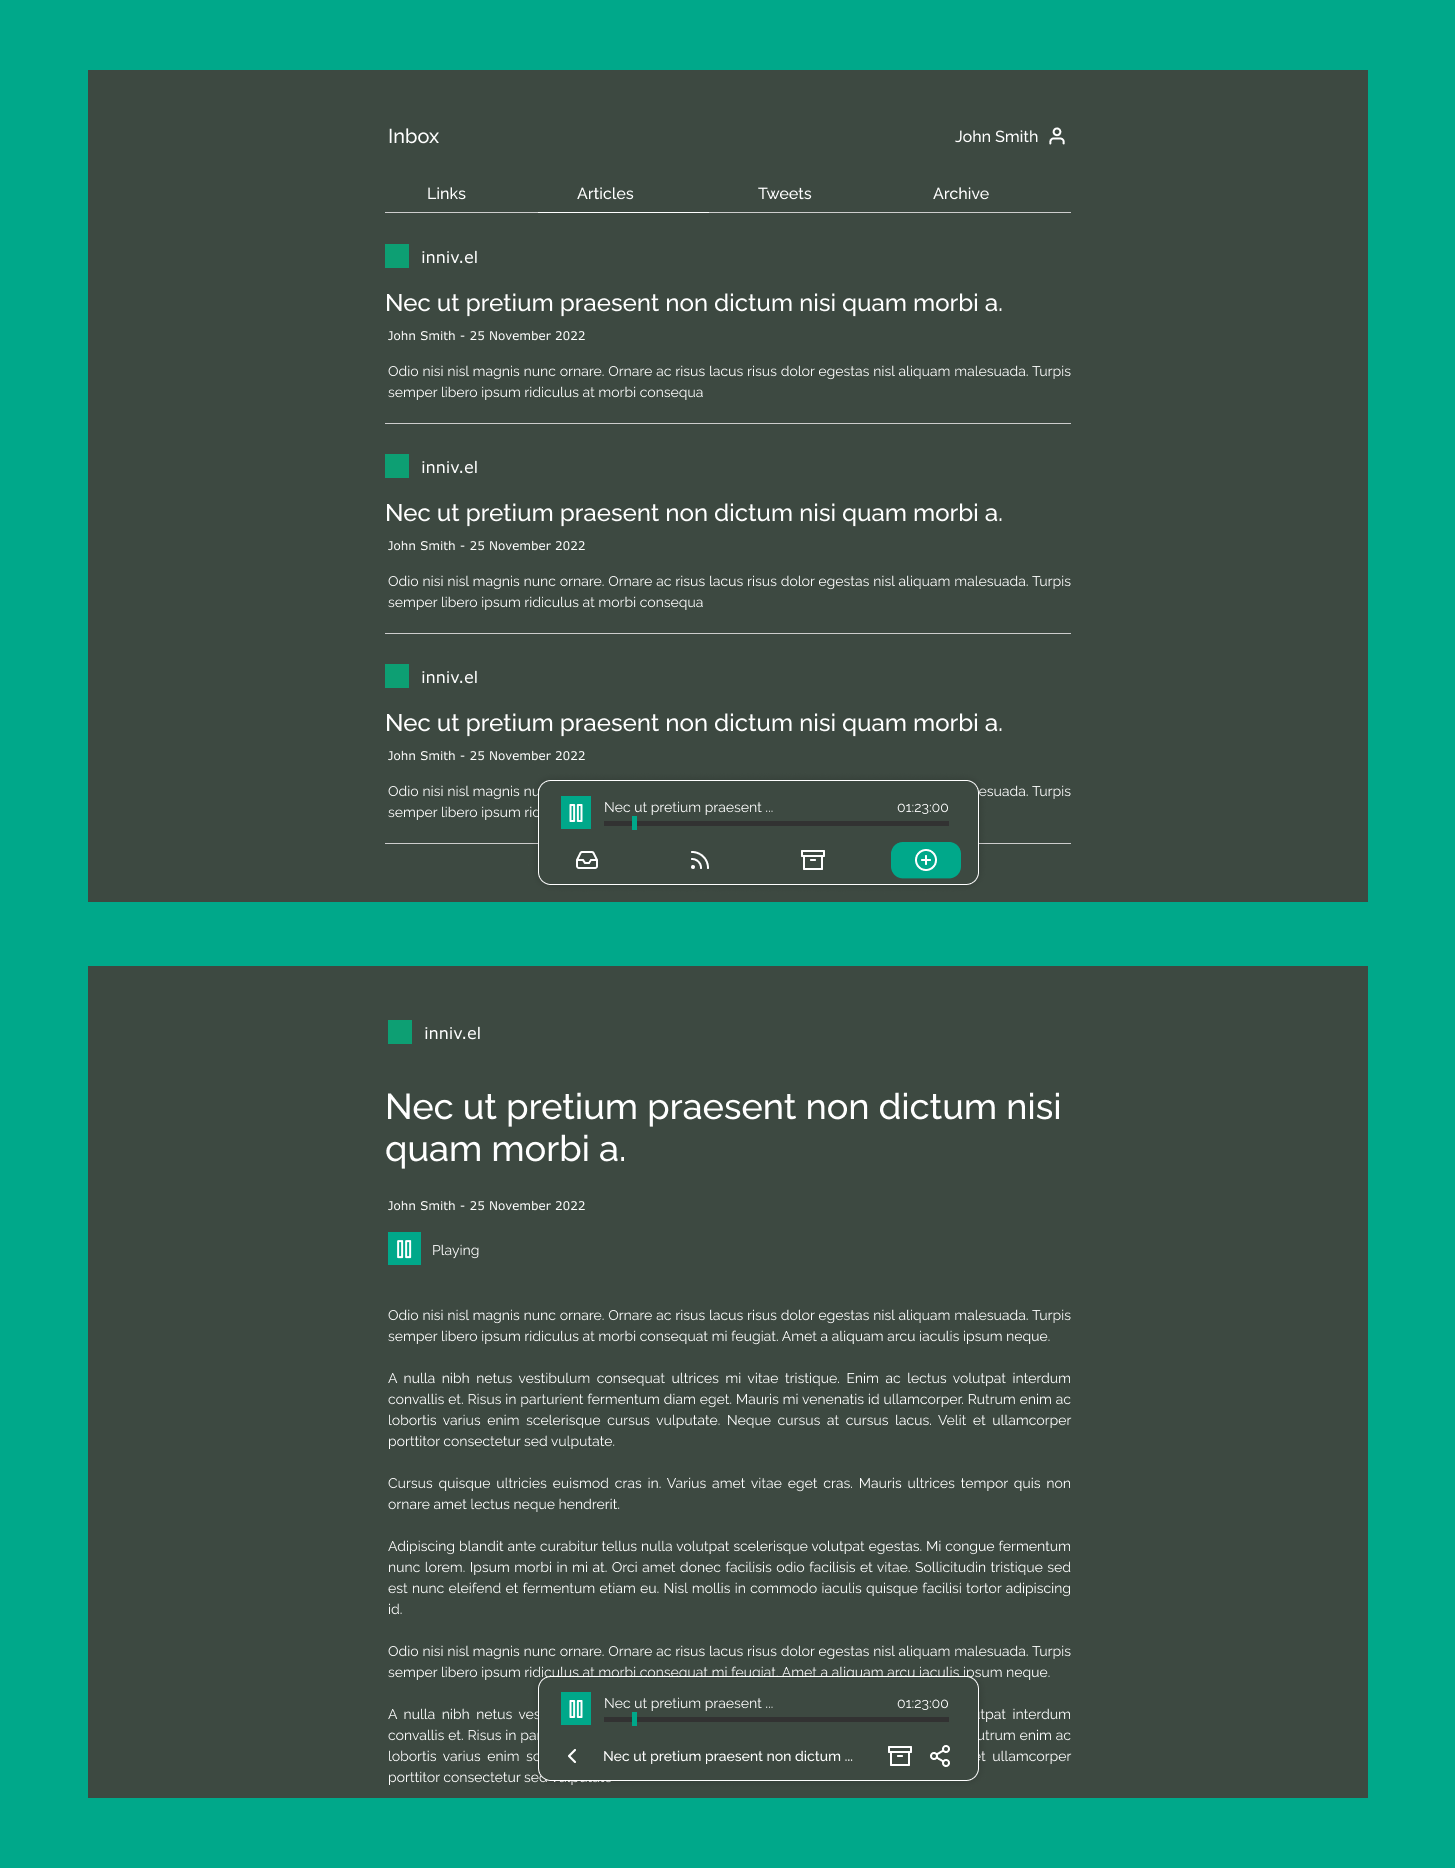 Inbox
John Smith
Links Articles Tweets Archive
inniv.el
Nec ut pretium praesent non dictum nisi quam morbi a.
John Smith - 25 November 2022
Odio nisi nisl magnis nunc ornare. Ornare ac risus lacus risus dolor egestas nisl aliquam malesuada. Turpis
semper libero ipsum ridiculus at morbi consequa
inniv.el
Nec ut pretium praesent non dictum nisi quam morbi a.
John Smith - 25 November 2022
Odio nisi nisl magnis nunc ornare. Ornare ac risus lacus risus dolor egestas nisl aliquam malesuada. Turpis
semper libero ipsum ridiculus at morbi consequa
inniv.el
Nec ut pretium praesent non dictum nisi quam morbi a.
John Smith - 25 November 2022
Odio nisi nisl magnis nu esuada. Turpis
semper libero ipsum ric
Nec ut pretium praesent ... 01:23:00
inniv.el
Nec ut pretium praesent non dictum nisi
quam morbi a.
John Smith - 25 November 2022
Playing
Odio nisi nisl magnis nunc ornare. Ornare ac risus lacus risus dolor egestas nisl aliquam malesuada. Turpis
semper libero ipsum ridiculus at morbi consequat mi feugiat. Amet a aliquam arcu iaculis ipsum neque.
A nulla nibh netus vestibulum consequat ultrices mi vitae tristique. Enim ac lectus volutpat interdum
convallis et. Risus in parturient fermentum diam eget. Mauris mi venenatis id ullamcorper. Rutrum enim ac
lobortis varius enim scelerisque cursus vulputate. Neque cursus at cursus lacus. Velit et ullamcorper
porttitor consectetur sed vulputate.
Cursus quisque ultricies euismod cras in. Varius amet vitae eget cras. Mauris ultrices tempor quis non
ornare amet lectus neque hendrerit.
Adipiscing blandit ante curabitur tellus nulla volutpat scelerisque volutpat egestas. Mi congue fermentum
nunc lorem. Ipsum morbi in mi at. Orci amet donec facilisis odio facilisis et vitae. Sollicitudin tristique sed
est nunc eleifend et fermentum etiam eu. Nisl mollis in commodo iaculis quisque facilisi tortor adipiscing
id.
Odio nisi nisl magnis nunc ornare. Ornare ac risus lacus risus dolor egestas nisl aliquam malesuada. Turpis
semper libero ipsum ridiculus at morbi consequat mi feugiat. Amet a aliquam arcu iaculis ipsum neque.
A nulla nibh netus ves tpat interdum
convallis et. Risus in pa utrum enim ac
lobortis varius enim sc et ullamcorper
porttitor consectetur sed vulputate
Nec ut pretium praesent ... 01:23:00
Nec ut pretium praesent non dictum ...